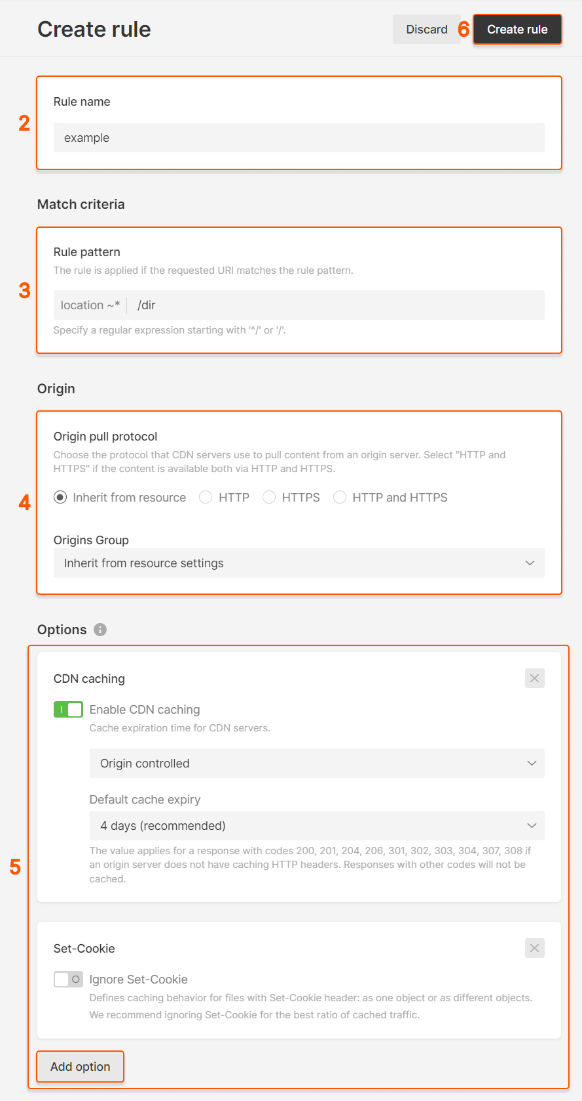 Create rule
Discard
6
Create rule
2
Rule name
example
Match criteria
3
Rule pattern
The rule is applied if the requested URI matches the rule pattern.
location ~* /dir
Specify a regular expression starting with '^/' or '/'.
Origin
4
Origin pull protocol
Choose the protocol that CDN servers use to pull content from an origin server. Select "HTTP and
HTTPS" if the content is available both via HTTP and HTTPS.
Inherit from resource HTTP HTTPS HTTP and HTTPS
Origins Group
Inherit from resource settings
Options
5
CDN caching
Enable CDN caching
Cache expiration time for CDN servers.
Origin controlled
Default cache expiry
4 days (recommended)
The value applies for a response with codes 200, 201, 204, 206, 301, 302, 303, 304, 307, 308 if
an origin server does not have caching HTTP headers. Responses with other codes will not be
cached.
Set-Cookie
Ignore Set-Cookie
Defines caching behavior for files with Set-Cookie header: as one object or as different objects.
We recommend ignoring Set-Cookie for the best ratio of cached traffic.
Add option